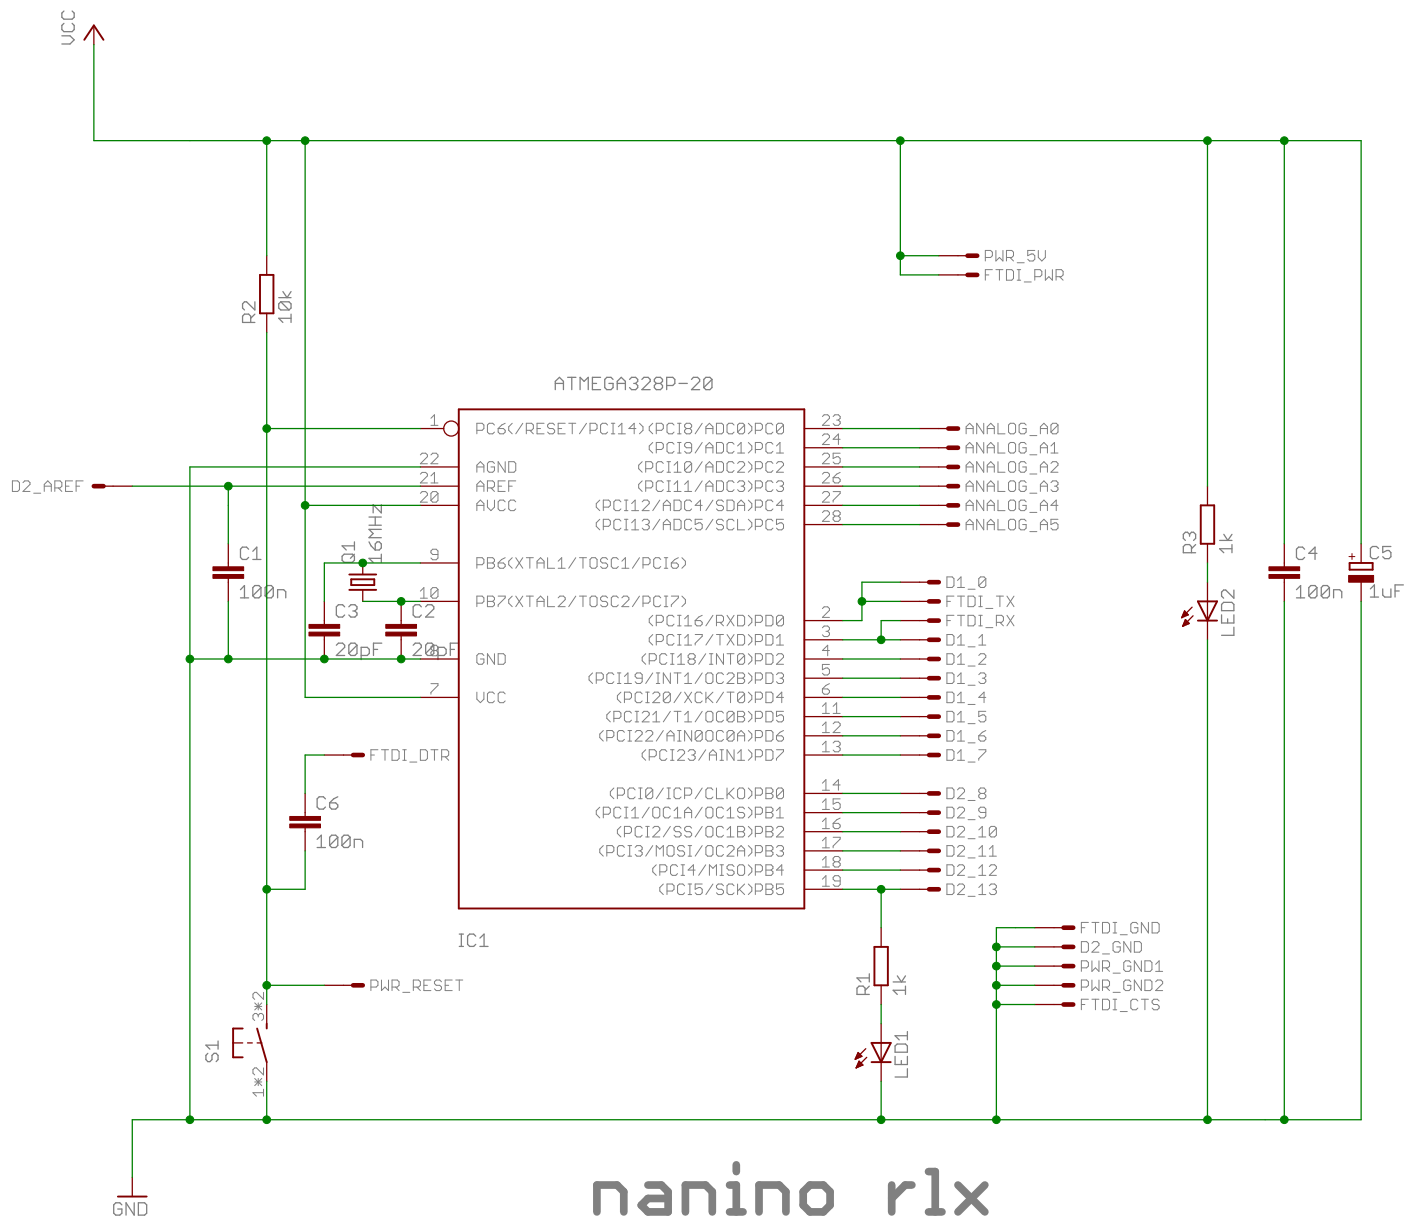 VCC
PWR_5V
FTDI_PWR
R2
10k
ATMEGA328P-20
1
PC6(/RESET/PCI14)
(PCI8/ADC0)PC0
23
ANALOG_A0
(PCI9/ADC1)PC1
24
ANALOG_A1
22
AGND
(PCI10/ADC2)PC2
25
ANALOG_A2
D2_AREF
21
AREF
(PCI11/ADC3)PC3
26
ANALOG_A3
20
AVCC
(PCI12/ADC4/SDA)PC4
27
ANALOG_A4
(PCI13/ADC5/SCL)PC5
28
ANALOG_A5
R3
1k
C1
100n
Q1
16MHz
9
PB6(XTAL1/TOSC1/PCI6)
C4
100n
+
C5
1uF
D1_0
10
PB7(XTAL2/TOSC2/PCI7)
FTDI_TX
LED2
C3
20pF
C2
20pF
(PCI16/RXD)PD0
2
FTDI_RX
(PCI17/TXD)PD1
3
D1_1
8
GND
(PCI18/INT0)PD2
4
D1_2
(PCI19/INT1/OC2B)PD3
5
D1_3
7
VCC
(PCI20/XCK/T0)PD4
6
D1_4
(PCI21/T1/OC0B)PD5
11
D1_5
(PCI22/AIN0OC0A)PD6
12
D1_6
FTDI_DTR
(PCI23/AIN1)PD7
13
D1_7
C6
100n
(PCI0/ICP/CLKO)PB0
14
D2_8
(PCI1/OC1A/OC1S)PB1
15
D2_9
(PCI2/SS/OC1B)PB2
16
D2_10
(PCI3/MOSI/OC2A)PB3
17
D2_11
(PCI4/MISO)PB4
18
D2_12
(PCI5/SCK)PB5
19
D2_13
IC1
FTDI_GND
D2_GND
PWR_GND1
PWR_GND2
FTDI_CTS
R1
1k
PWR_RESET
3*2
S1
1*2
LED1
GND
nanino rlx